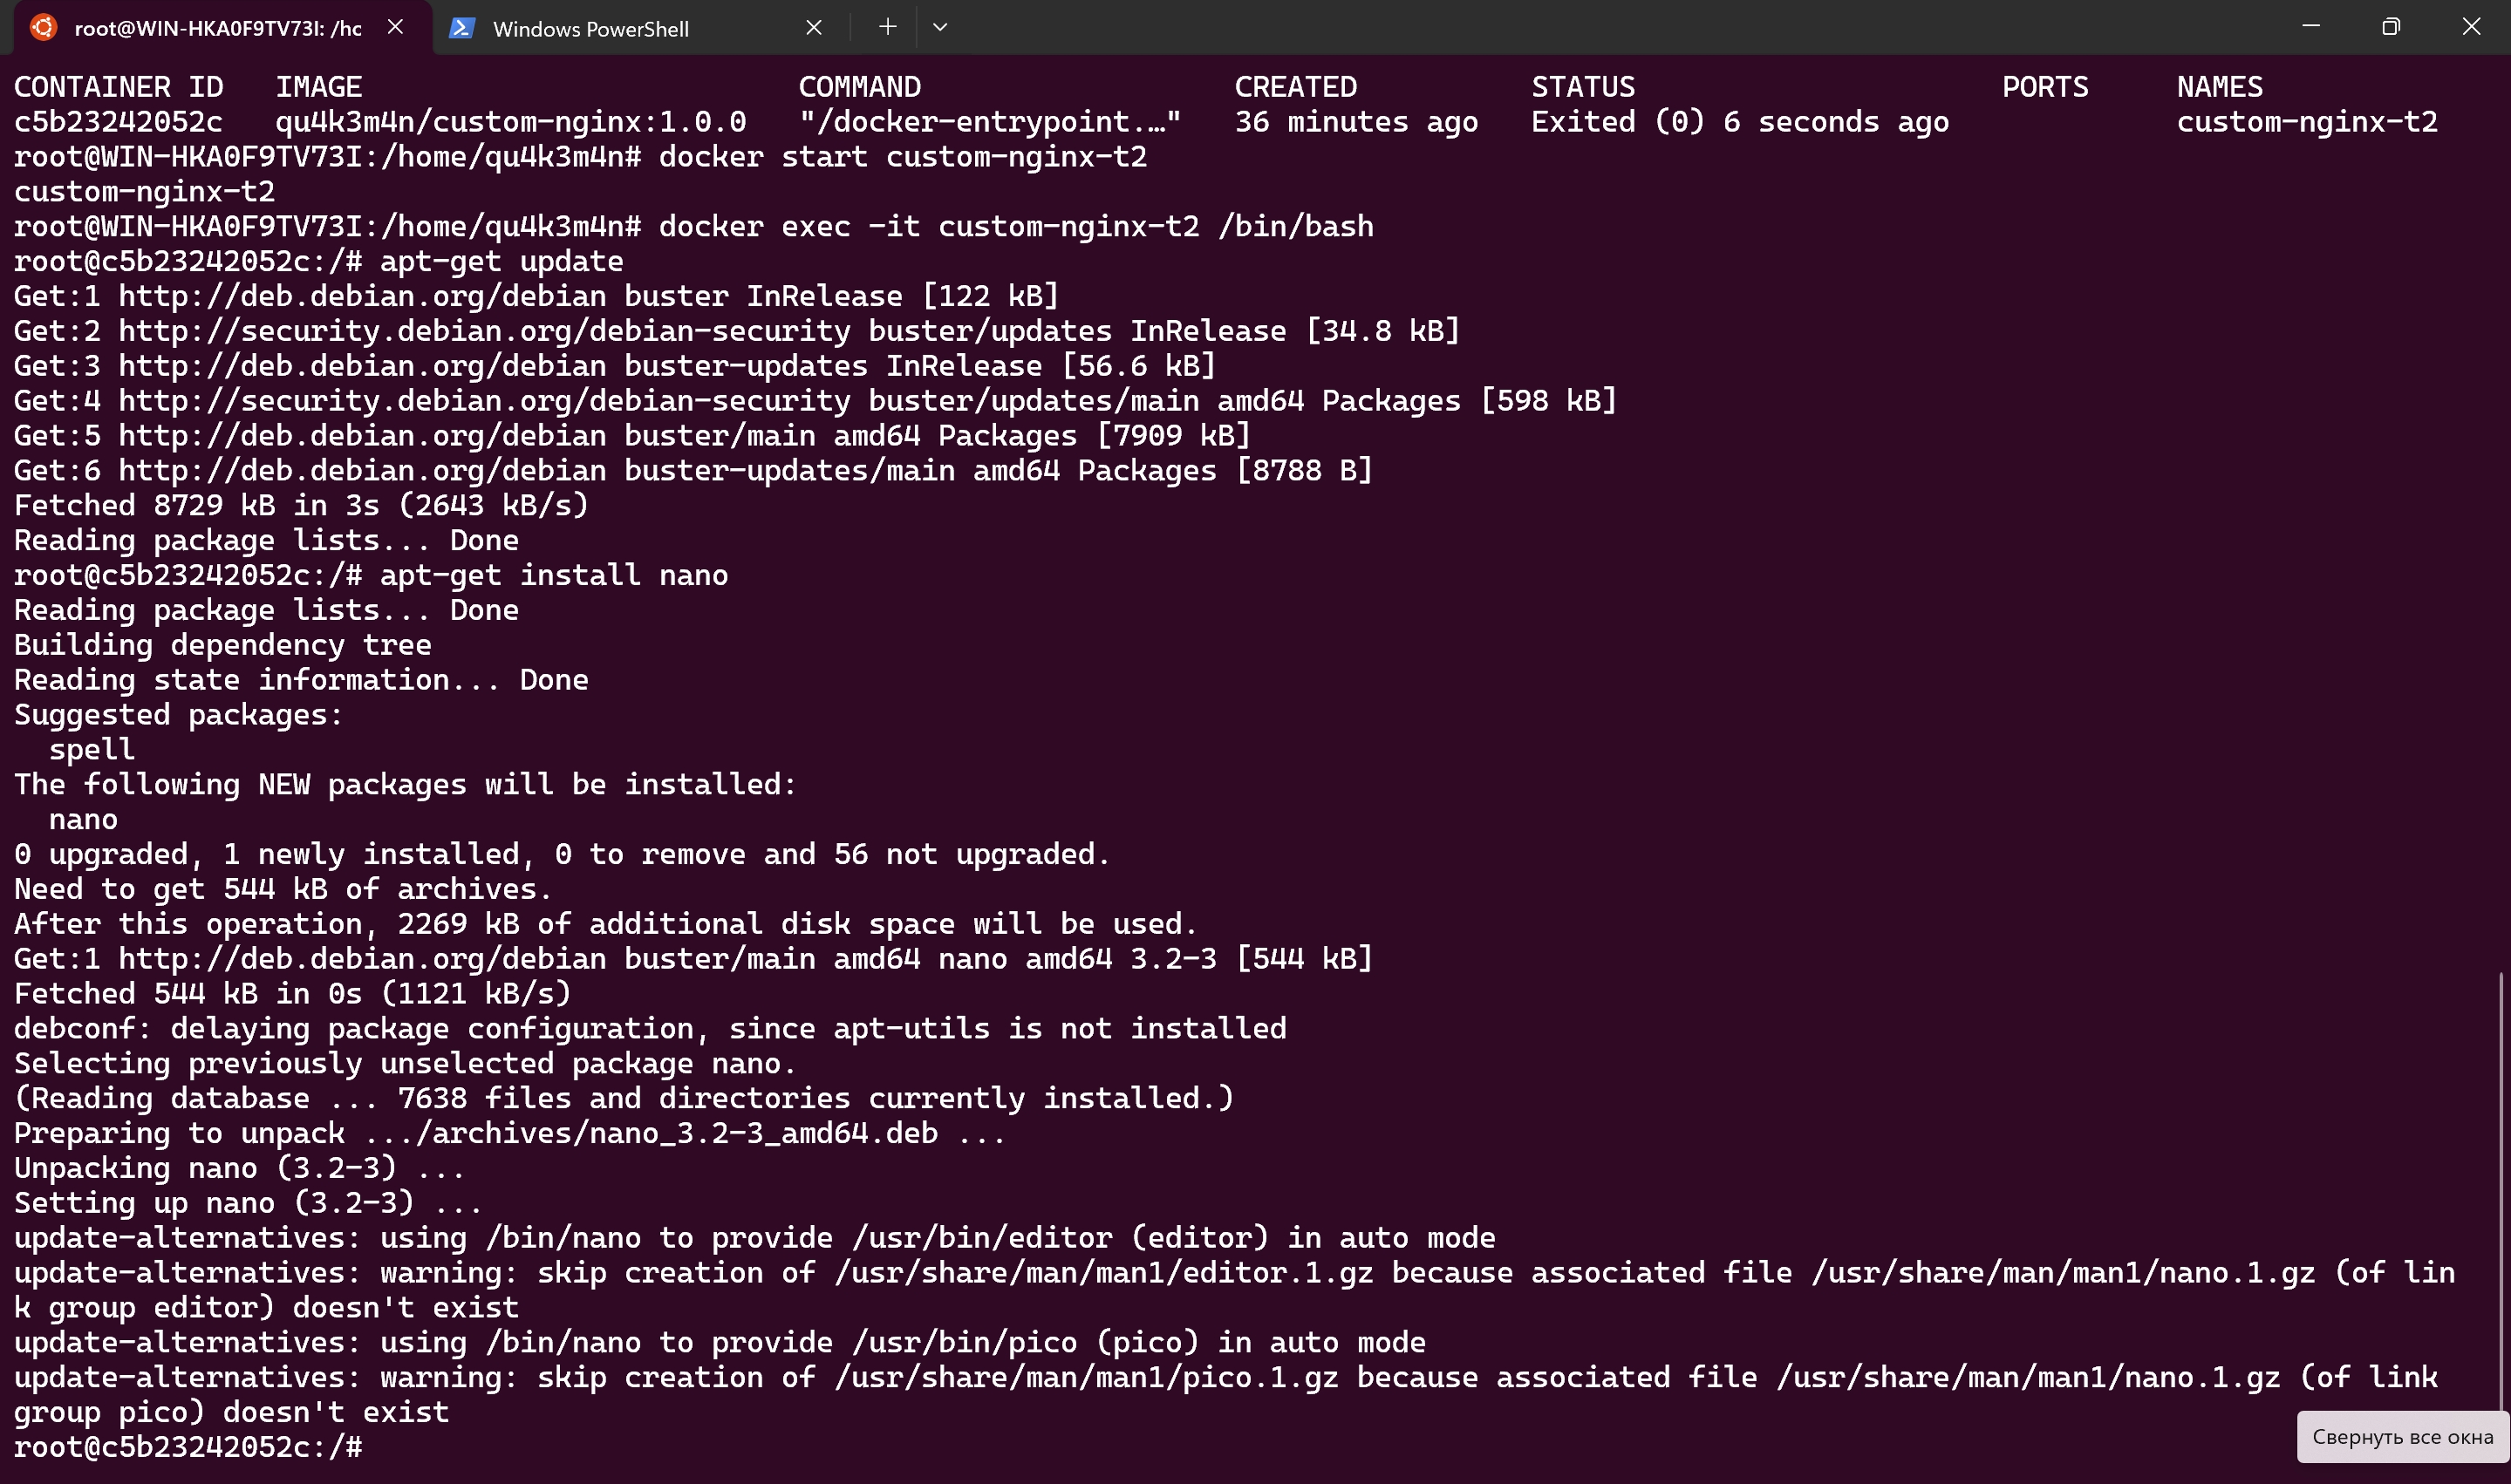 root@WIN-HKA0F9TV73I: /hc
Windows PowerShell
CONTAINER ID   IMAGE                         COMMAND                  CREATED          STATUS                     PORTS     NAMES
c5b23242052c   qu4k3m4n/custom-nginx:1.0.0   "/docker-entrypoint.…"   36 minutes ago   Exited (0) 6 seconds ago             custom-nginx-t2
root@WIN-HKA0F9TV73I:/home/qu4k3m4n# docker start custom-nginx-t2
custom-nginx-t2
root@WIN-HKA0F9TV73I:/home/qu4k3m4n# docker exec -it custom-nginx-t2 /bin/bash
root@c5b23242052c:/# apt-get update
Get:1 http://deb.debian.org/debian buster InRelease [122 kB]
Get:2 http://security.debian.org/debian-security buster/updates InRelease [34.8 kB]
Get:3 http://deb.debian.org/debian buster-updates InRelease [56.6 kB]
Get:4 http://security.debian.org/debian-security buster/updates/main amd64 Packages [598 kB]
Get:5 http://deb.debian.org/debian buster/main amd64 Packages [7909 kB]
Get:6 http://deb.debian.org/debian buster-updates/main amd64 Packages [8788 B]
Fetched 8729 kB in 3s (2643 kB/s)
Reading package lists... Done
root@c5b23242052c:/# apt-get install nano
Reading package lists... Done
Building dependency tree
Reading state information... Done
Suggested packages:
  spell
The following NEW packages will be installed:
  nano
0 upgraded, 1 newly installed, 0 to remove and 56 not upgraded.
Need to get 544 kB of archives.
After this operation, 2269 kB of additional disk space will be used.
Get:1 http://deb.debian.org/debian buster/main amd64 nano amd64 3.2-3 [544 kB]
Fetched 544 kB in 0s (1121 kB/s)
debconf: delaying package configuration, since apt-utils is not installed
Selecting previously unselected package nano.
(Reading database ... 7638 files and directories currently installed.)
Preparing to unpack .../archives/nano_3.2-3_amd64.deb ...
Unpacking nano (3.2-3) ...
Setting up nano (3.2-3) ...
update-alternatives: using /bin/nano to provide /usr/bin/editor (editor) in auto mode
update-alternatives: warning: skip creation of /usr/share/man/man1/editor.1.gz because associated file /usr/share/man/man1/nano.1.gz (of lin
k group editor) doesn't exist
update-alternatives: using /bin/nano to provide /usr/bin/pico (pico) in auto mode
update-alternatives: warning: skip creation of /usr/share/man/man1/pico.1.gz because associated file /usr/share/man/man1/nano.1.gz (of link
group pico) doesn't exist
root@c5b23242052c:/#
Свернуть все окна